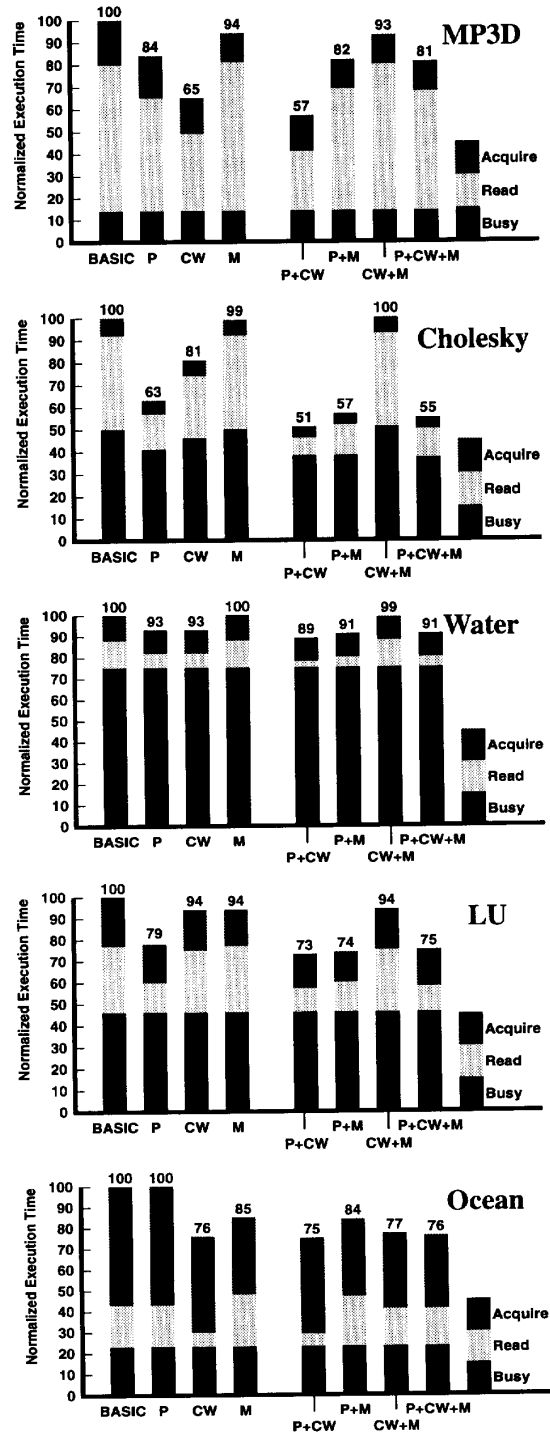 MP3D
Normalized Execution Time
100
90
80
70
60
50
40
30
20
10
0
100
84
65
94
57
82
93
81
Acquire
Read
Busy
BASIC P CW M P+M P+CW+M
P+CW CW+M
Cholesky
Normalized Execution Time
100
90
80
70
60
50
40
30
20
10
0
100
63
81
99
51
57
100
55
Acquire
Read
Busy
BASIC P CW M P+M P+CW+M
P+CW CW+M
Water
Normalized Execution Time
100
90
80
70
60
50
40
30
20
10
0
100
93
93
100
89
91
99
91
Acquire
Read
Busy
BASIC P CW M P+M P+CW+M
P+CW CW+M
LU
Normalized Execution Time
100
90
80
70
60
50
40
30
20
10
0
100
79
94
94
73
74
94
75
Acquire
Read
Busy
BASIC P CW M P+M P+CW+M
P+CW CW+M
Ocean
Normalized Execution Time
100
90
80
70
60
50
40
30
20
10
0
100
100
76
85
75
84
77
76
Acquire
Read
Busy
BASIC P CW M P+M P+CW+M
P+CW CW+M